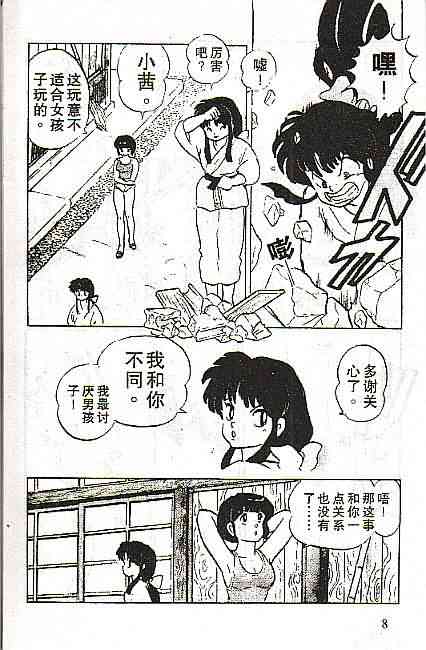 嘿！
嘘！
厉害
吧？
小茜。
这玩意不
适合女孩
子玩的。
嘭
多谢关
心了。
我和你
不同。
我最讨
厌男孩
子！
唔！
那这事
和你一
点关系
也没有
了……
8